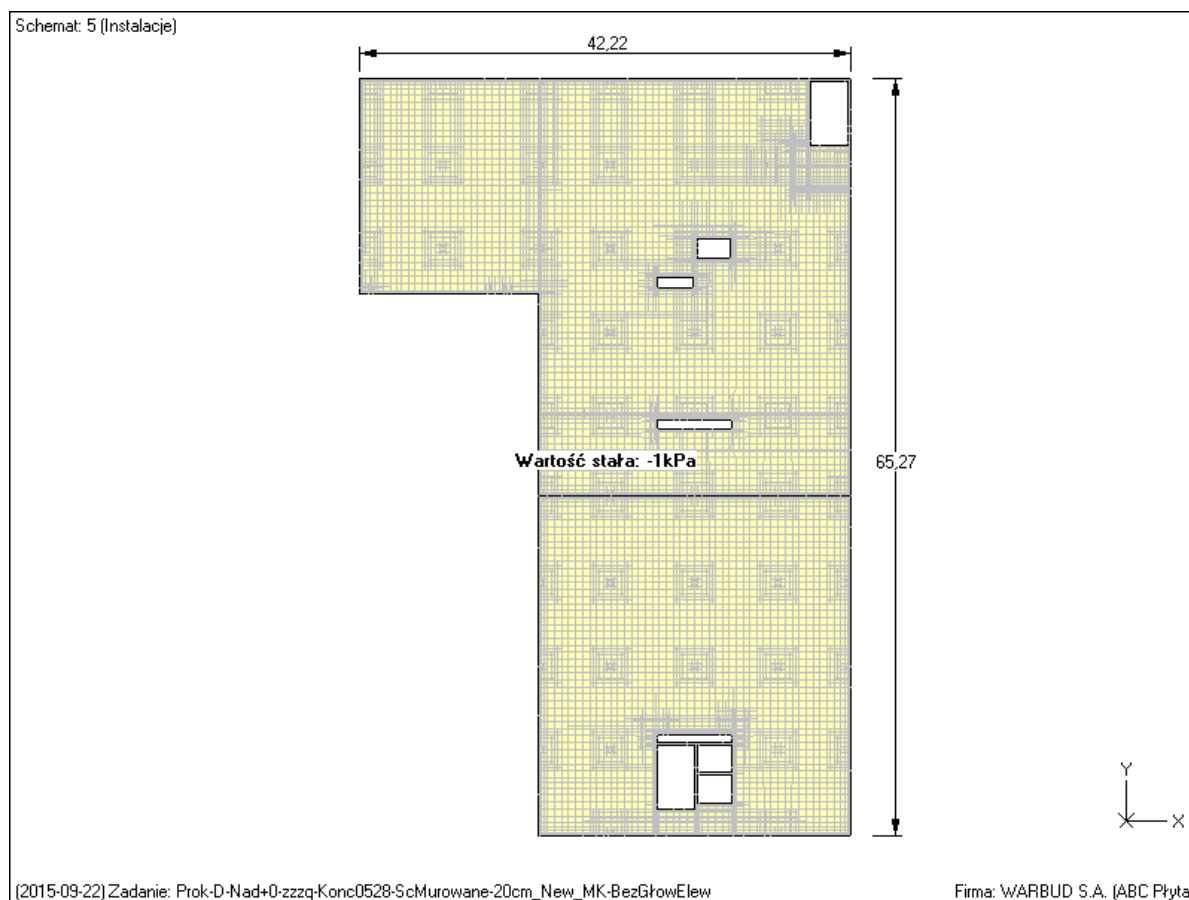 Schemat: 5 (Instalacje)
42,22
Wartość stała: -1kPa
65,27
Y
X
(2015-09-22) Zadanie: Prok-D-Nad+0-zzzq-Konc0528-ScMurowane-20cm_New_MK-BezGłowElew
Firma: WARBUD S.A. (ABC Płyta